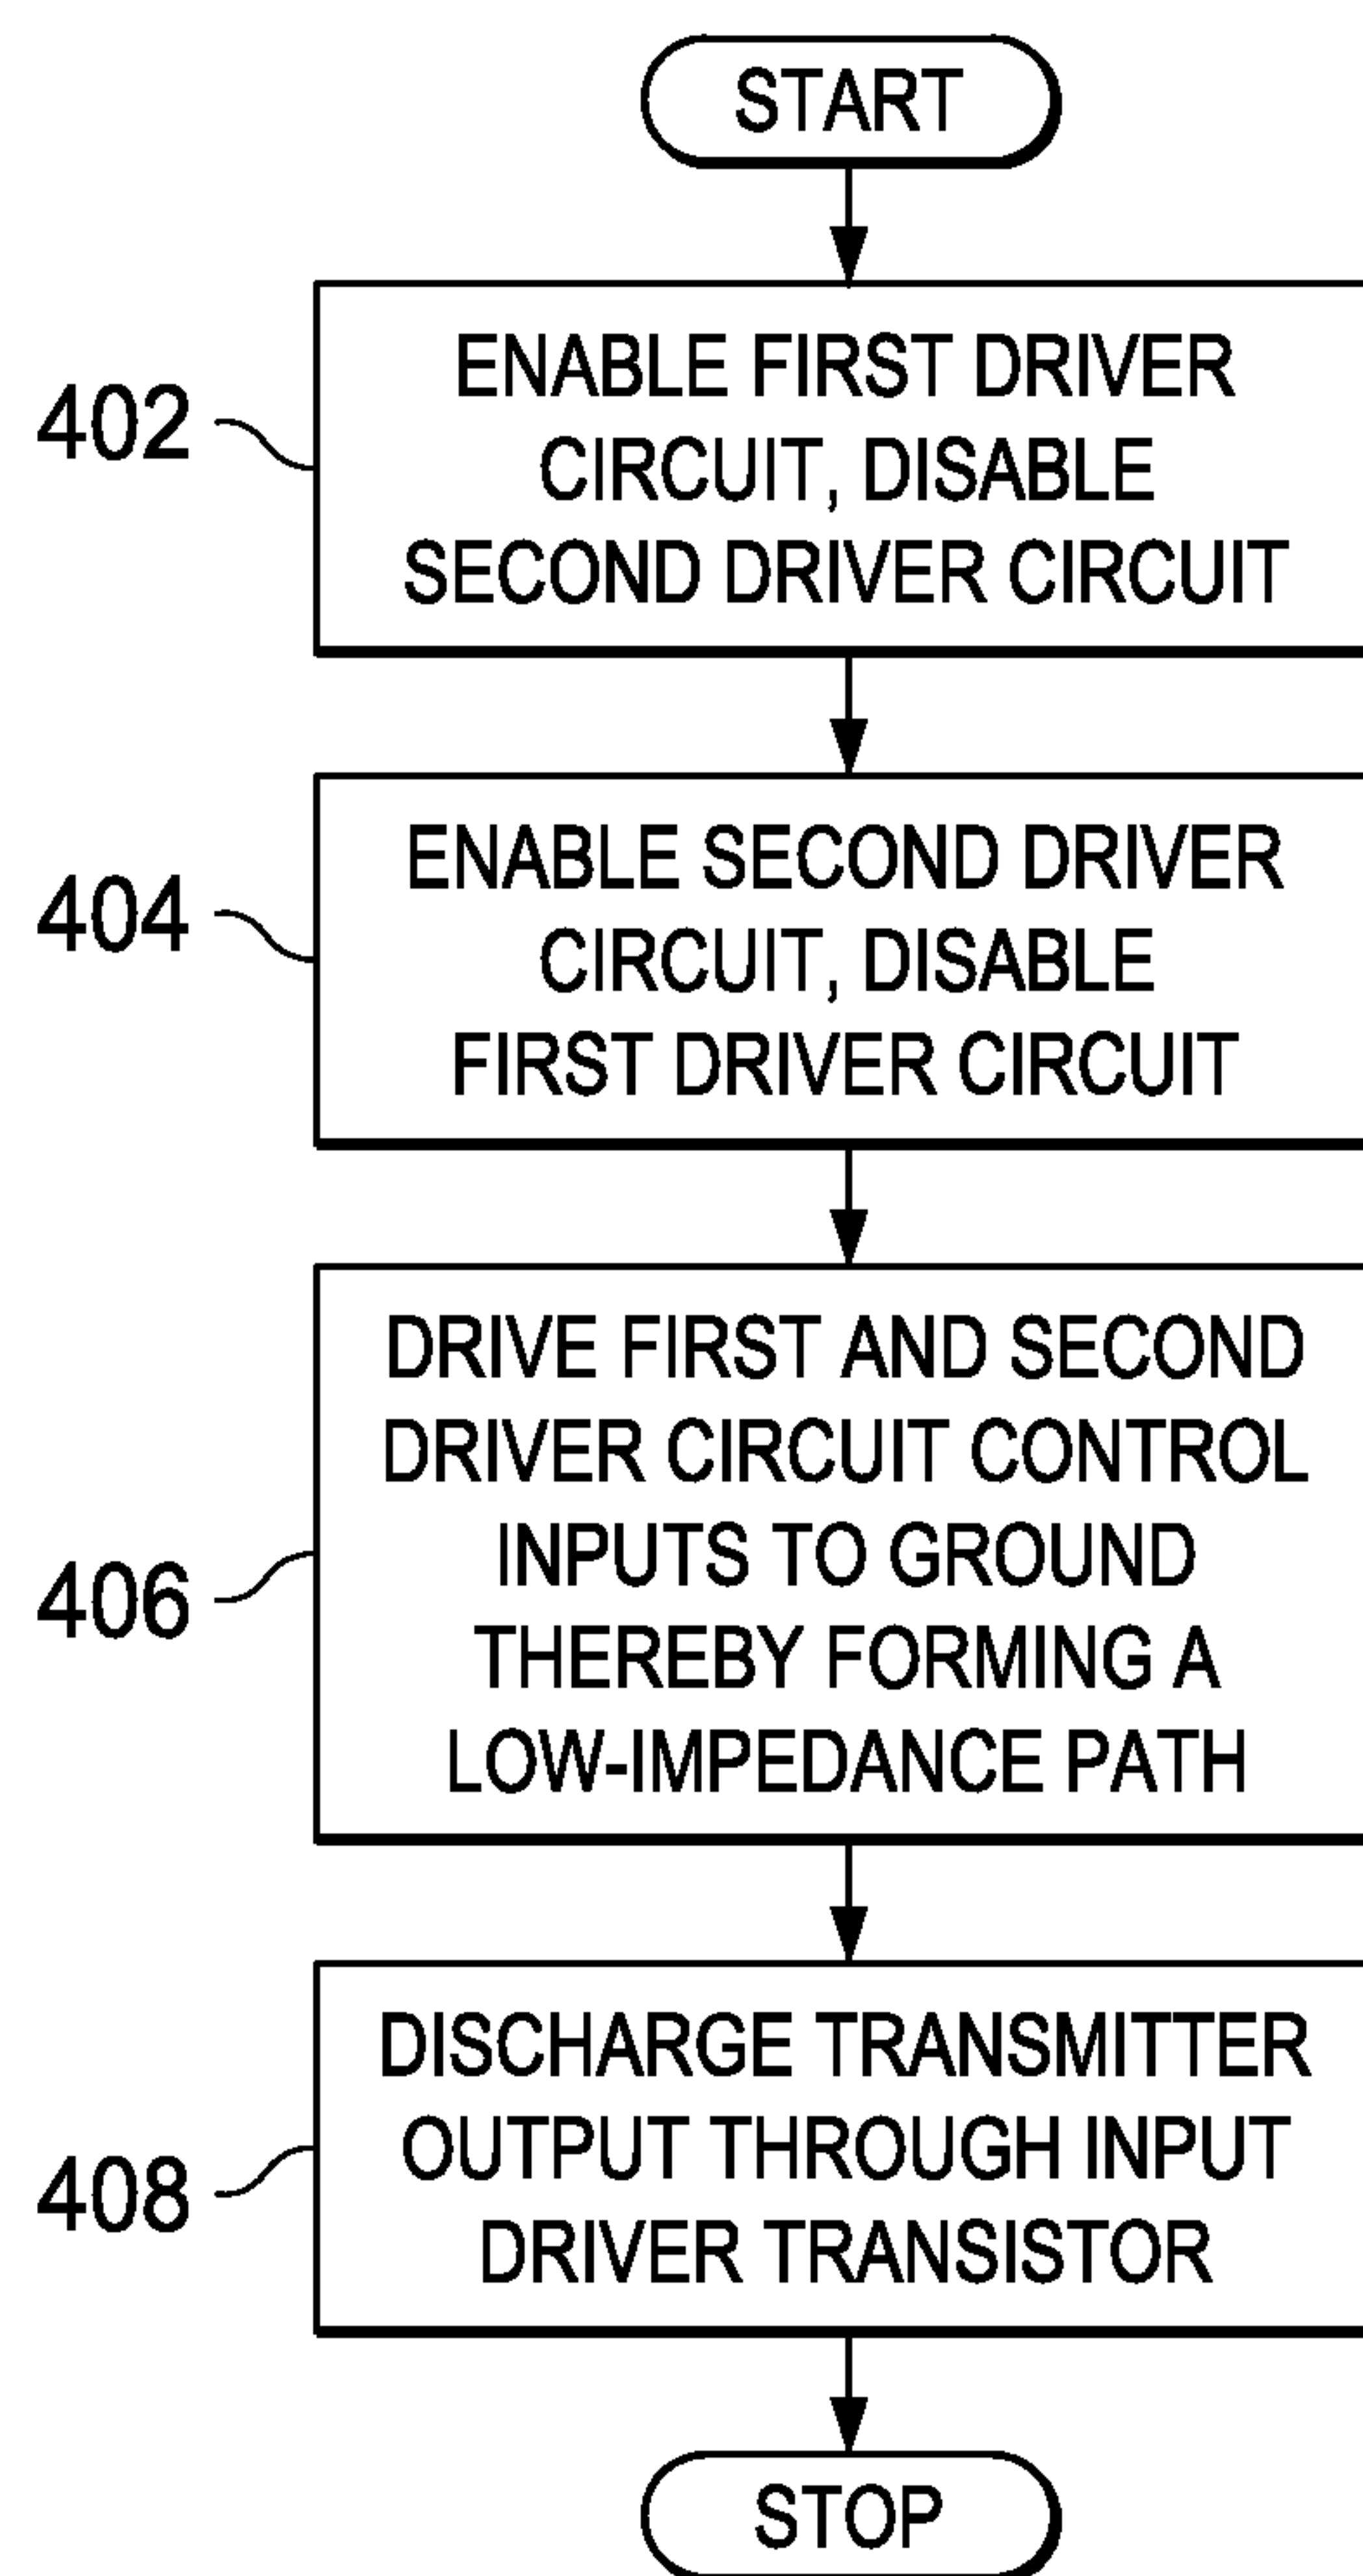 START
402
ENABLE FIRST DRIVER
CIRCUIT, DISABLE
SECOND DRIVER CIRCUIT
404
ENABLE SECOND DRIVER
CIRCUIT, DISABLE
FIRST DRIVER CIRCUIT
406
DRIVE FIRST AND SECOND
DRIVER CIRCUIT CONTROL
INPUTS TO GROUND
THEREBY FORMING A
LOW-IMPEDANCE PATH
408
DISCHARGE TRANSMITTER
OUTPUT THROUGH INPUT
DRIVER TRANSISTOR
STOP